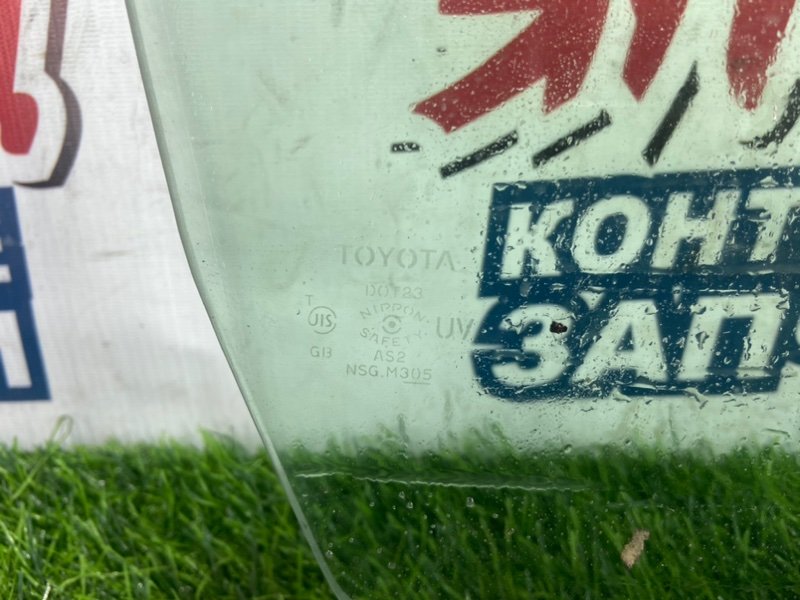 КОНТ
ЗАП
TOYOTA
DOT23
T
JIS
NIPPON
SAFETY
UV
GB
AS2
NSG.M305